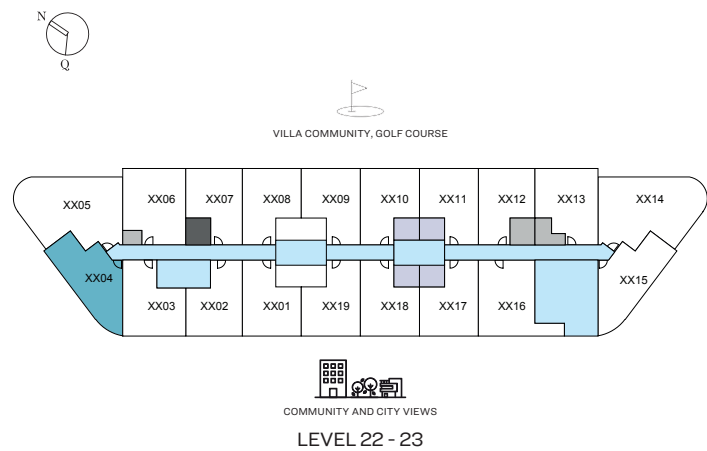 N
Q
VILLA COMMUNITY, GOLF COURSE
XX05
XX06
XX07
XX08
XX09
XX10
XX11
XX12
XX13
XX14
XX04
XX03
XX02
XX01
XX19
XX18
XX17
XX16
XX15
COMMUNITY AND CITY VIEWS
LEVEL 22 - 23